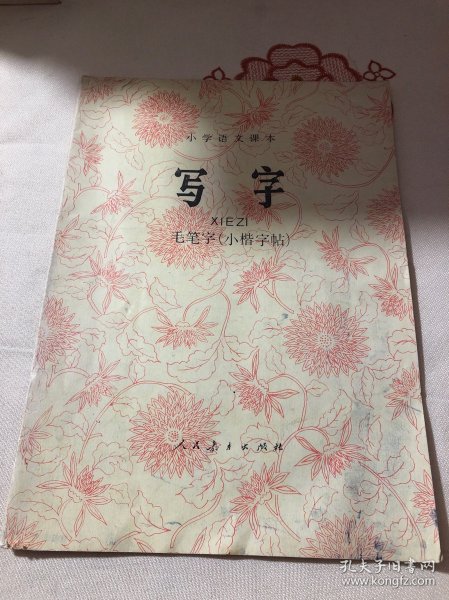 小学语文课本
写字
XIEZI
毛笔字(小楷字帖)
人民教育出版社
孔夫子旧书网
www.kongfz.com